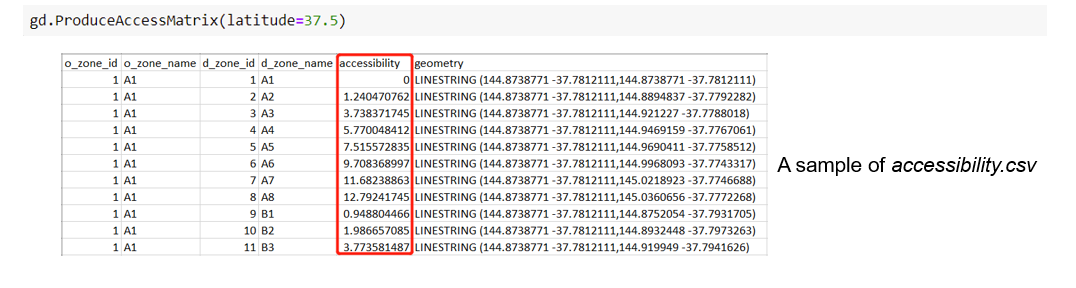 gd.ProduceAccessMatrix(latitude=37.5)
o_zone_id o_zone_name d_zone_id d_zone_name accessibility geometry
1 A1 1 A1 0 LINESTRING (144.8738771 -37.7812111,144.8738771 -37.7812111)
1 A1 2 A2 1.240470762 LINESTRING (144.8738771 -37.7812111,144.8894837 -37.7792282)
1 A1 3 A3 3.738371745 LINESTRING (144.8738771 -37.7812111,144.921227 -37.7788018)
1 A1 4 A4 5.770048412 LINESTRING (144.8738771 -37.7812111,144.9469159 -37.7767061)
1 A1 5 A5 7.515572835 LINESTRING (144.8738771 -37.7812111,144.9690411 -37.7758512)
1 A1 6 A6 9.708368997 LINESTRING (144.8738771 -37.7812111,144.9968093 -37.7743317)
1 A1 7 A7 11.68238863 LINESTRING (144.8738771 -37.7812111,145.0218923 -37.7746688)
1 A1 8 A8 12.79241745 LINESTRING (144.8738771 -37.7812111,145.0360656 -37.7772268)
1 A1 9 B1 0.948804466 LINESTRING (144.8738771 -37.7812111,144.8752054 -37.7931705)
1 A1 10 B2 1.986657085 LINESTRING (144.8738771 -37.7812111,144.8932448 -37.7973263)
1 A1 11 B3 3.773581487 LINESTRING (144.8738771 -37.7812111,144.919949 -37.7941626)
A sample of accessibility.csv